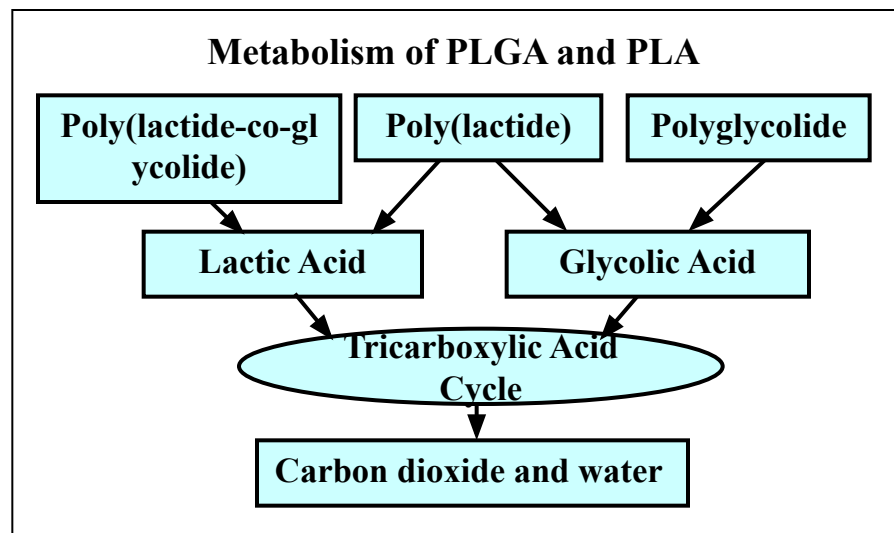 Metabolism of PLGA and PLA
Poly(lactide-co-gl
ycolide)
Poly(lactide)
Polyglycolide
Lactic Acid
Glycolic Acid
Tricarboxylic Acid
Cycle
Carbon dioxide and water